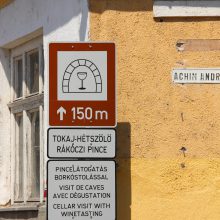 150 m
TOKAJ-HÉTSZŐLŐ
RÁKÓCZI PINCE
PINCELÁTOGATÁS
BORKÓSTOLÁSSAL
VISIT DE CAVES
AVEC DÉGUSTATION
CELLAR VISIT WITH
WINETASTING
ACHIM ANDR